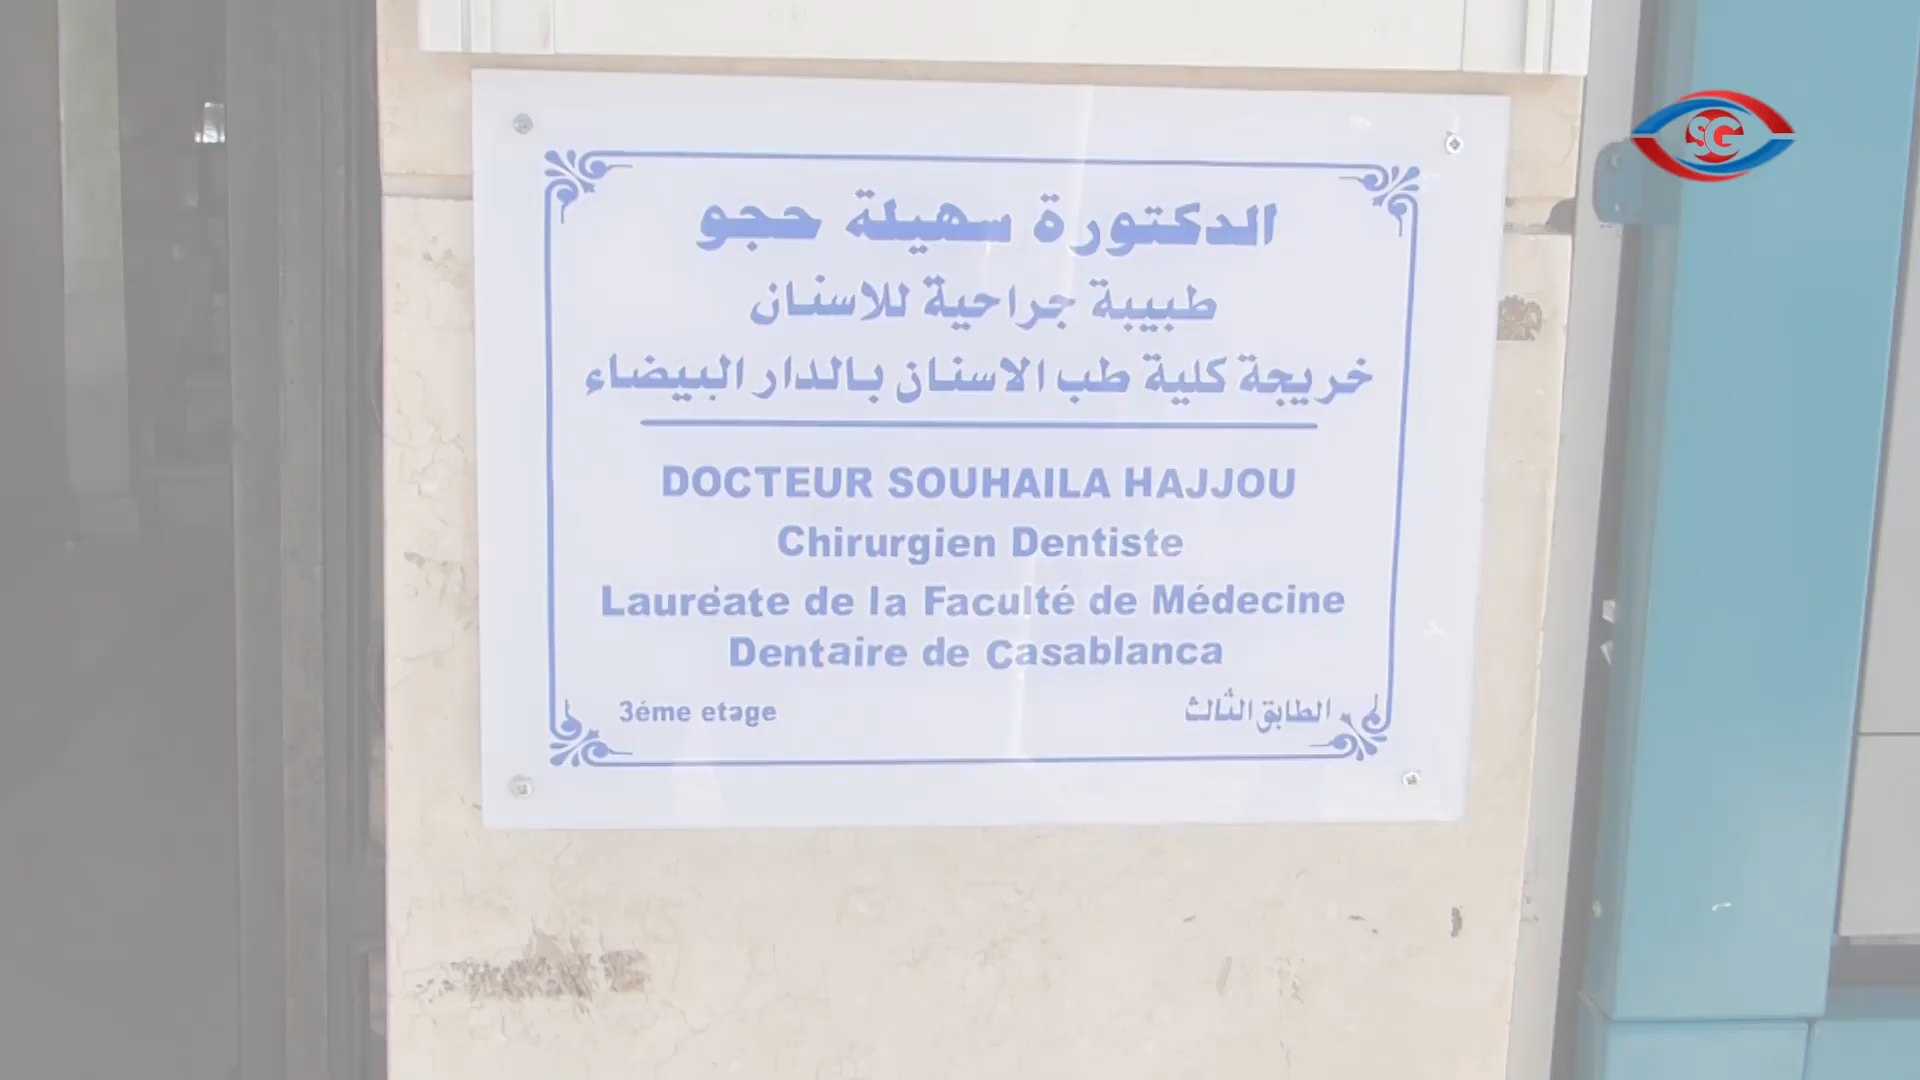 SG
الدكتورة سهيلة حجو
طبيبة جراحية للاسنان
خريجة كلية طب الاسنان بالدار البيضاء
DOCTEUR SOUHAILA HAJJOU
Chirurgien Dentiste
Lauréate de la Faculté de Médecine
Dentaire de Casablanca
3éme etage
الطابق الثالث